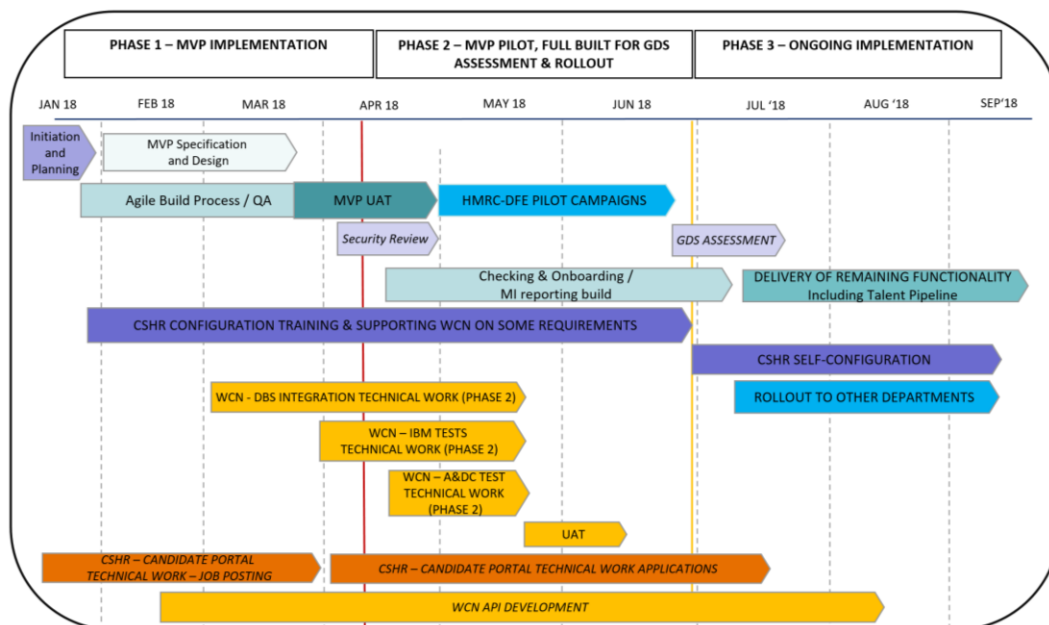 PHASE 1 – MVP IMPLEMENTATION
PHASE 2 – MVP PILOT, FULL BUILT FOR GDS
ASSESSMENT & ROLLOUT
PHASE 3 – ONGOING IMPLEMENTATION
JAN 18
FEB 18
MAR 18
APR 18
MAY 18
JUN 18
JUL ‘18
AUG ‘18
SEP’18
Initiation
and
Planning
MVP Specification
and Design
Agile Build Process / QA
MVP UAT
HMRC-DFE PILOT CAMPAIGNS
Security Review
GDS ASSESSMENT
Checking & Onboarding /
MI reporting build
DELIVERY OF REMAINING FUNCTIONALITY
Including Talent Pipeline
CSHR CONFIGURATION TRAINING & SUPPORTING WCN ON SOME REQUIREMENTS
CSHR SELF-CONFIGURATION
WCN - DBS INTEGRATION TECHNICAL WORK (PHASE 2)
ROLLOUT TO OTHER DEPARTMENTS
WCN – IBM TESTS
TECHNICAL WORK (PHASE 2)
WCN – A&DC TEST
TECHNICAL WORK
(PHASE 2)
UAT
CSHR – CANDIDATE PORTAL
TECHNICAL WORK – JOB POSTING
CSHR – CANDIDATE PORTAL TECHNICAL WORK APPLICATIONS
WCN API DEVELOPMENT